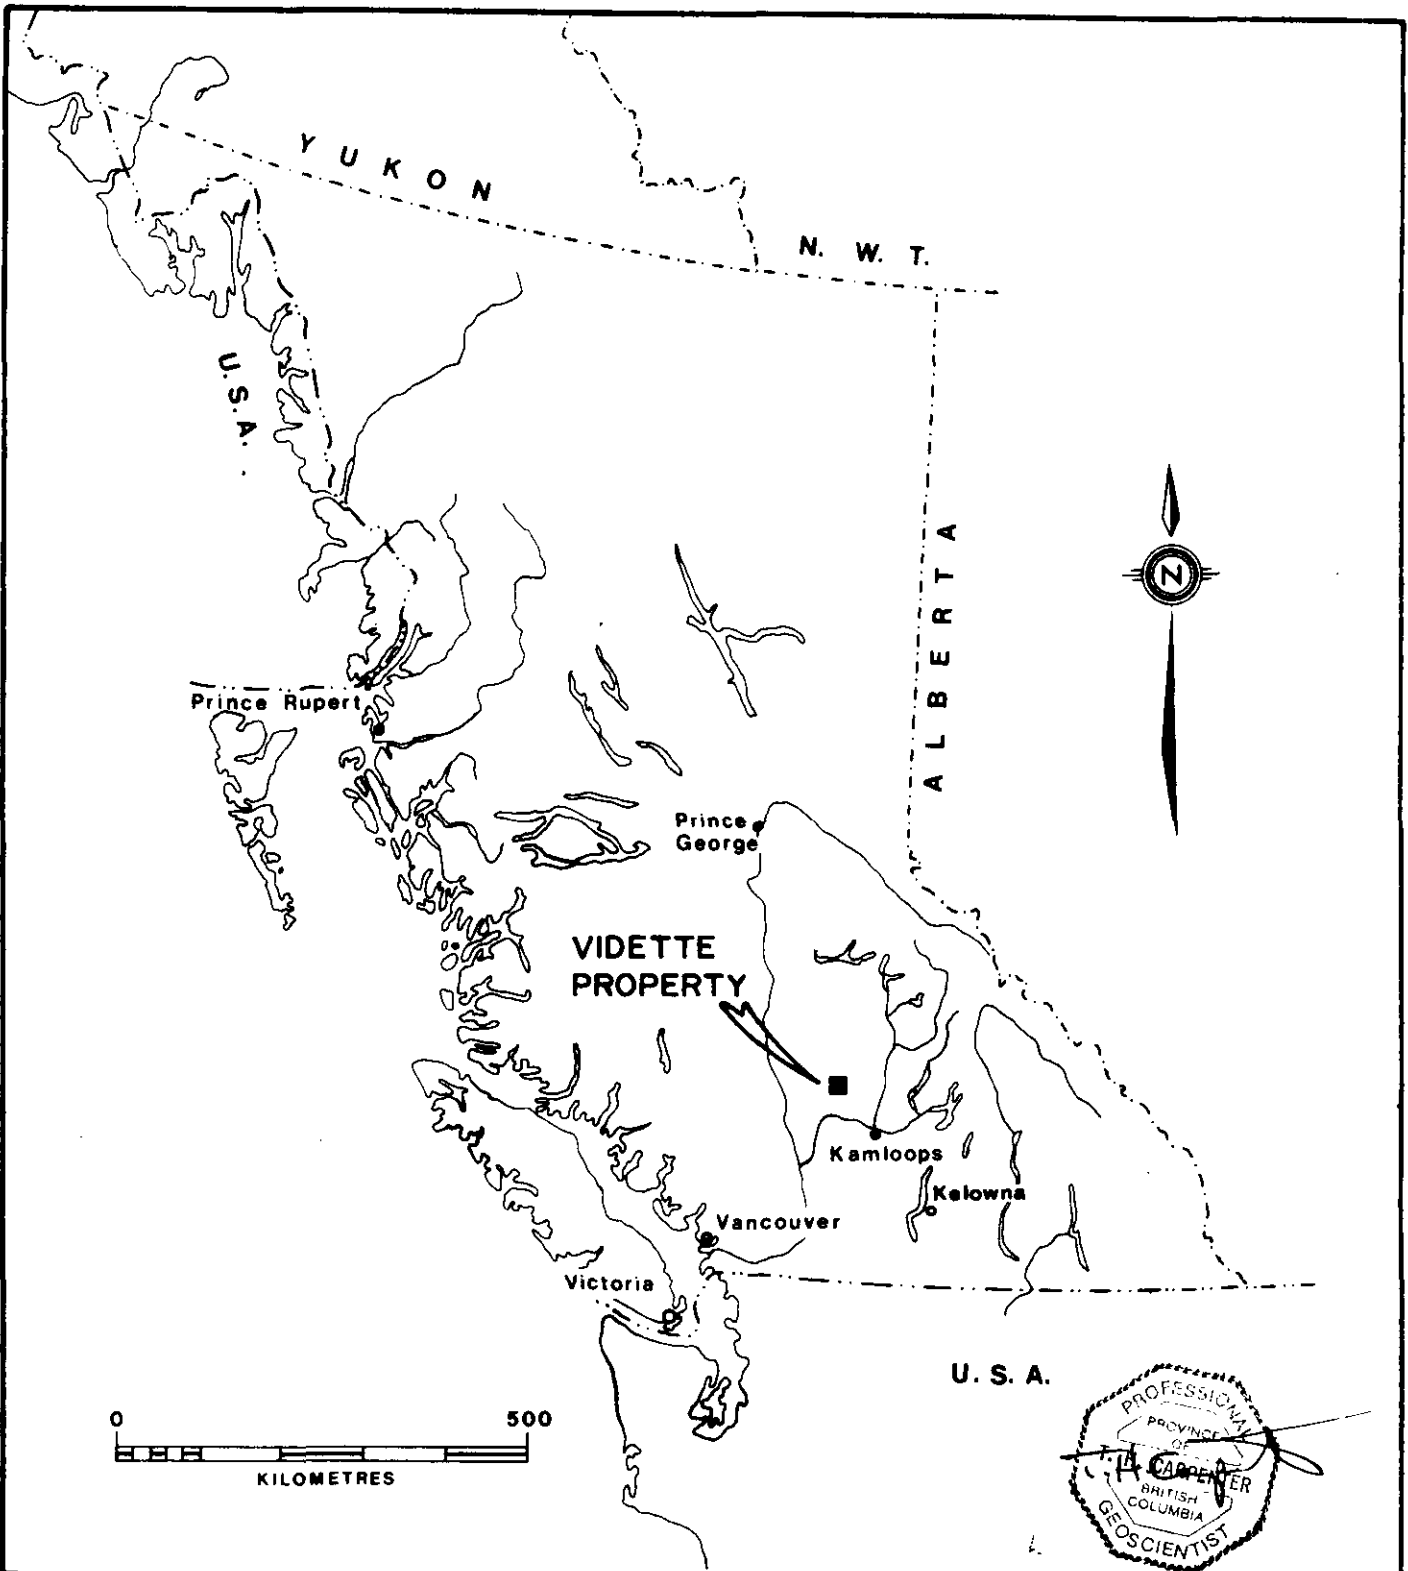 YUKON
N. W. T.
U.S.A.
ALBERTA
N
Prince Rupert
Prince
George
VIDETTE
PROPERTY
Kamloops
Kelowna
Vancouver
Victoria
U. S. A.
0 500
KILOMETRES
PROFESSIONAL
PROVINCE
OF
CARPENTER
BRITISH
COLUMBIA
GEOSCIENTIST